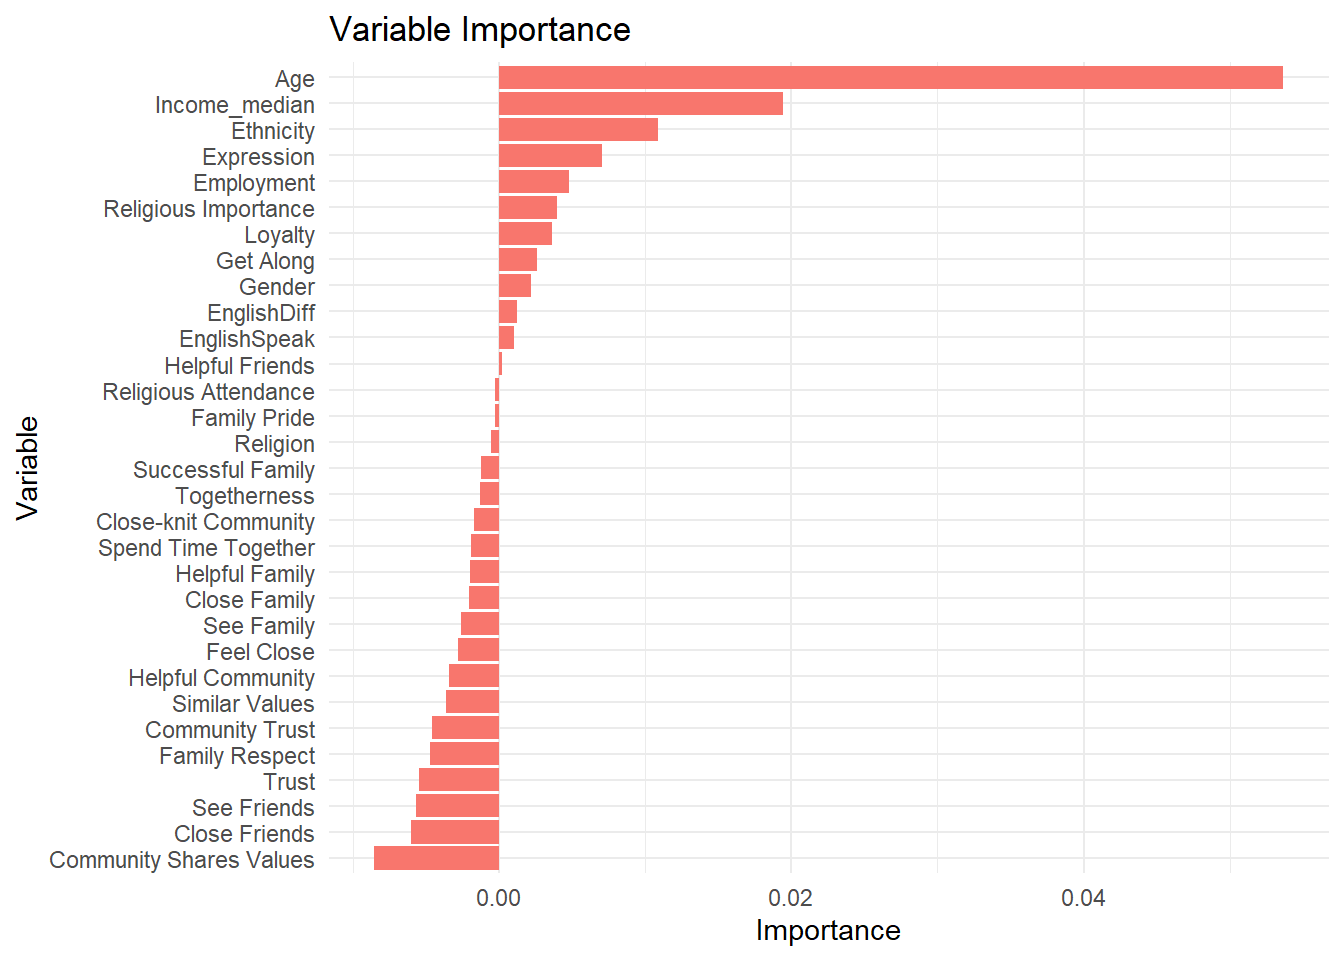 Variable Importance
Age
Income_median
Ethnicity
Expression
Employment
Religious Importance
Loyalty
Get Along
Gender
EnglishDiff
EnglishSpeak
Helpful Friends
Religious Attendance
Family Pride
Religion
Successful Family
Togetherness
Close-knit Community
Spend Time Together
Helpful Family
Close Family
See Family
Feel Close
Helpful Community
Similar Values
Community Trust
Family Respect
Trust
See Friends
Close Friends
Community Shares Values
Variable
0.00 0.02 0.04
Importance